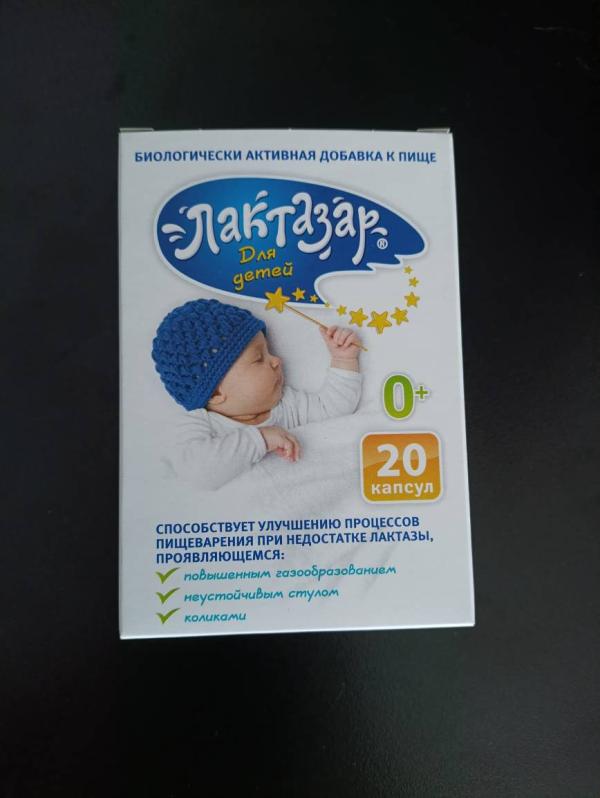 БИОЛОГИЧЕСКИ АКТИВНАЯ ДОБАВКА К ПИЩЕ
Лактазар®
Для
детей
0+
20
капсул
СПОСОБСТВУЕТ УЛУЧШЕНИЮ ПРОЦЕССОВ
ПИЩЕВАРЕНИЯ ПРИ НЕДОСТАТКЕ ЛАКТАЗЫ,
ПРОЯВЛЯЮЩЕМСЯ:
повышенным газообразованием
неустойчивым стулом
коликами